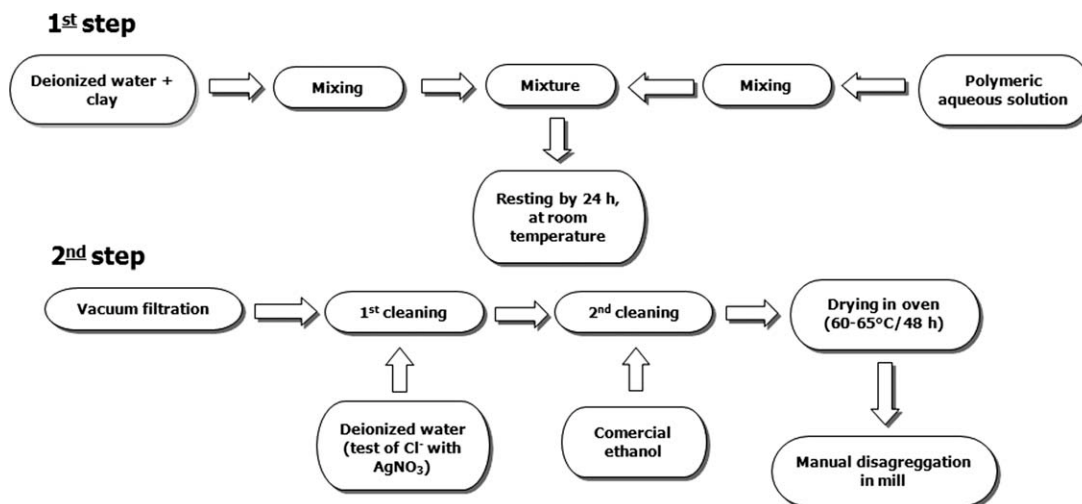 1st step
Deionized water +
clay
Mixing
Mixture
Mixing
Polymeric
aqueous solution
Resting by 24 h,
at room
temperature
2nd step
Vacuum filtration
1st cleaning
2nd cleaning
Drying in oven
(60-65°C/48 h)
Deionized water
(test of Cl- with
AgNO3)
Comercial
ethanol
Manual disagreggation
in mill